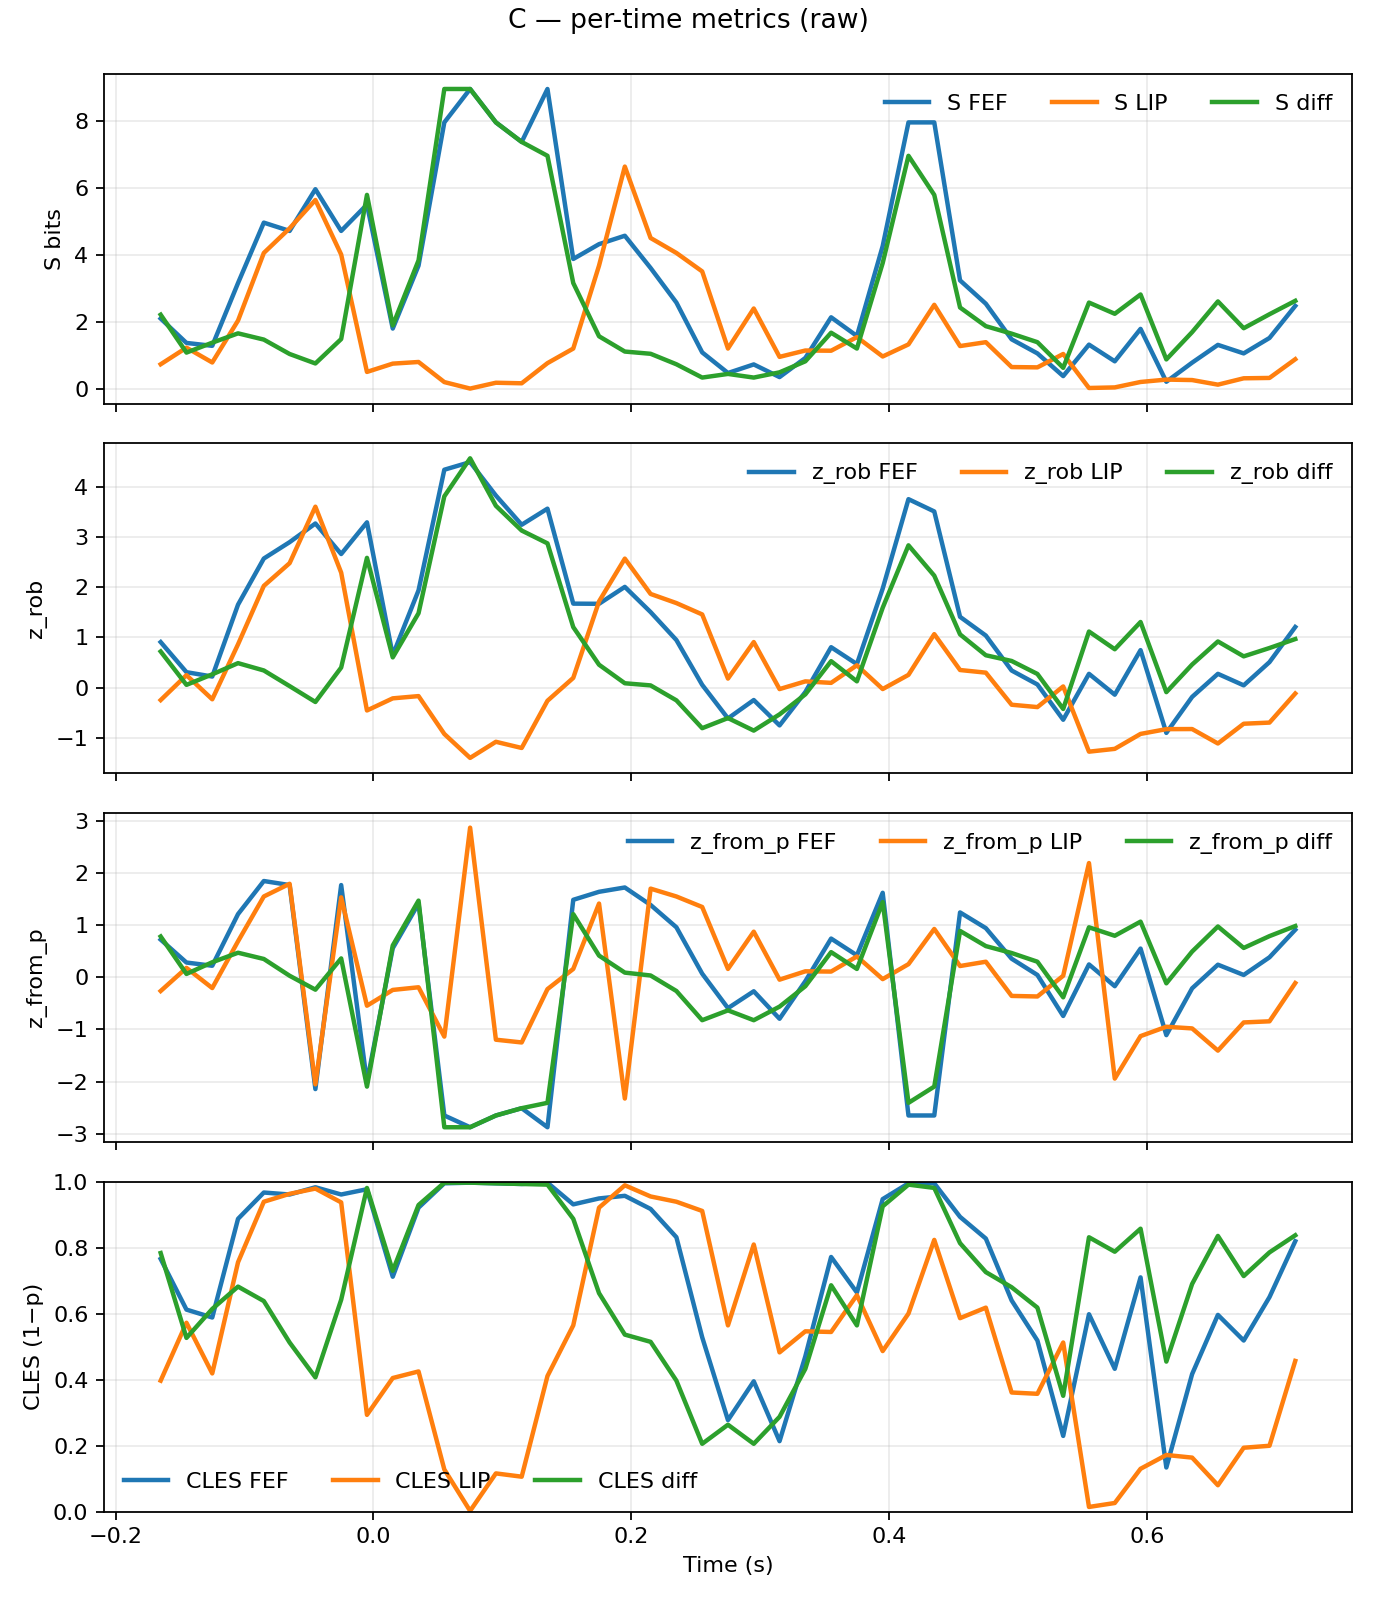 C — per-time metrics (raw)
S FEF S LIP S diff
8
6
4
2
0
S bits
z_rob FEF z_rob LIP z_rob diff
4
3
2
1
0
−1
z_rob
z_from_p FEF z_from_p LIP z_from_p diff
3
2
1
0
−1
−2
−3
z_from_p
1.0
0.8
0.6
0.4
0.2
0.0
CLES (1−p)
CLES FEF CLES LIP CLES diff
−0.2 0.0 0.2 0.4 0.6
Time (s)